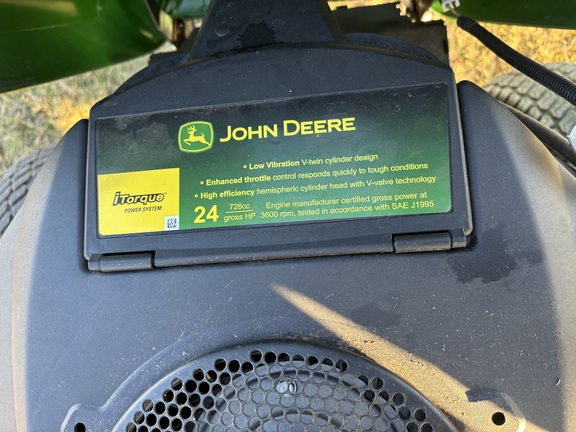 JOHN DEERE
• Low Vibration V-twin cylinder design
• Enhanced throttle control responds quickly to tough conditions
• High efficiency hemispheric cylinder head with V-valve technology
iTorque
POWER SYSTEM
24 726cc gross HP
Engine manufacturer certified gross power at
3600 rpm, tested in accordance with SAE J1995